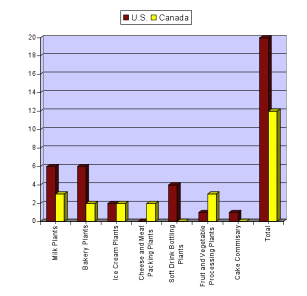 U.S. Canada
20
18
16
14
12
10
8
6
4
2
0
Milk Plants
Bakery Plants
Ice Cream Plants
Cheese and Meat
Packing Plants
Soft Drink Bottling
Plants
Fruit and Vegetable
Processing Plants
Cake Commisary
Total